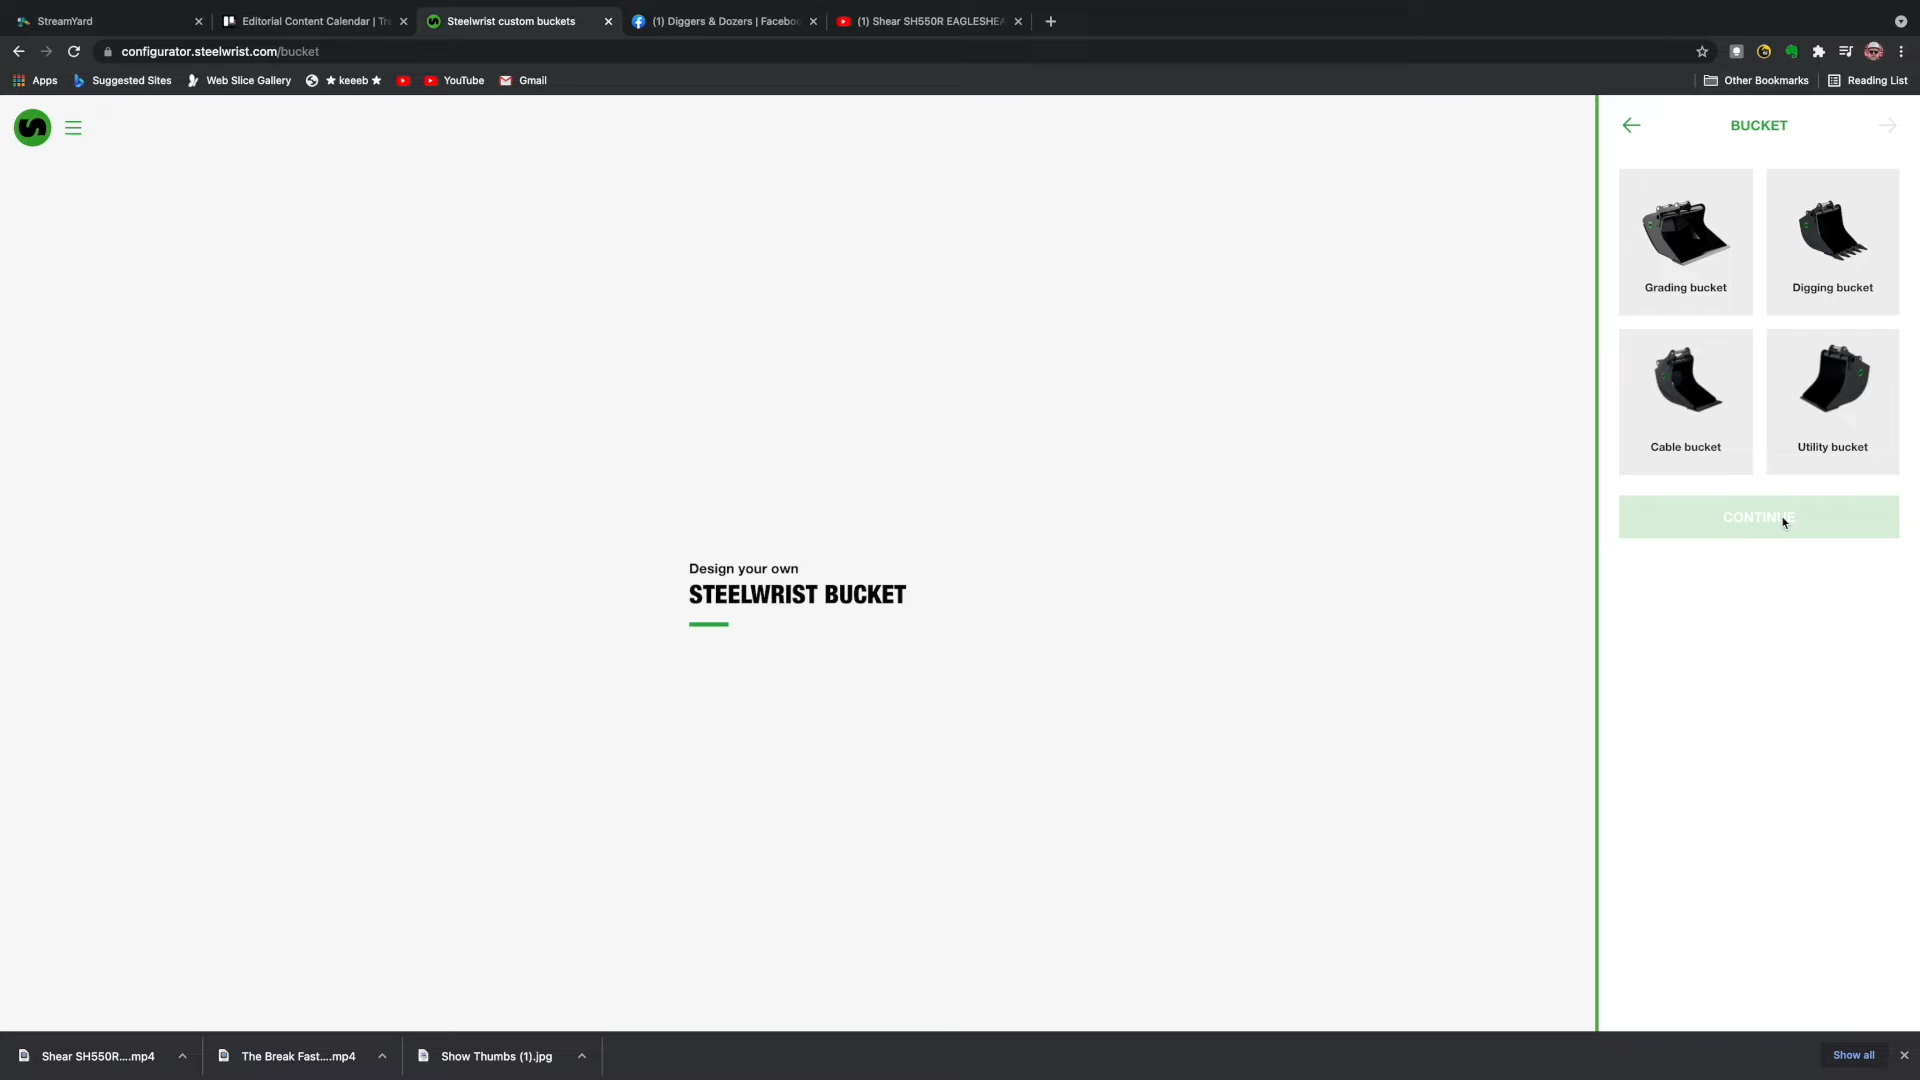 StreamYard
Editorial Content Calendar | Tre
Steelwrist custom buckets
(1) Diggers & Dozers | Facebo
(1) Shear SH550R EAGLESHEA
configurator.steelwrist.com/bucket
Apps
Suggested Sites
Web Slice Gallery
★ keeeb ★
YouTube
Gmail
Other Bookmarks
Reading List
BUCKET
Grading bucket
Digging bucket
Cable bucket
Utility bucket
CONTINUE
Design your own
STEELWRIST BUCKET
Shear SH550R....mp4
The Break Fast....mp4
Show Thumbs (1).jpg
Show all